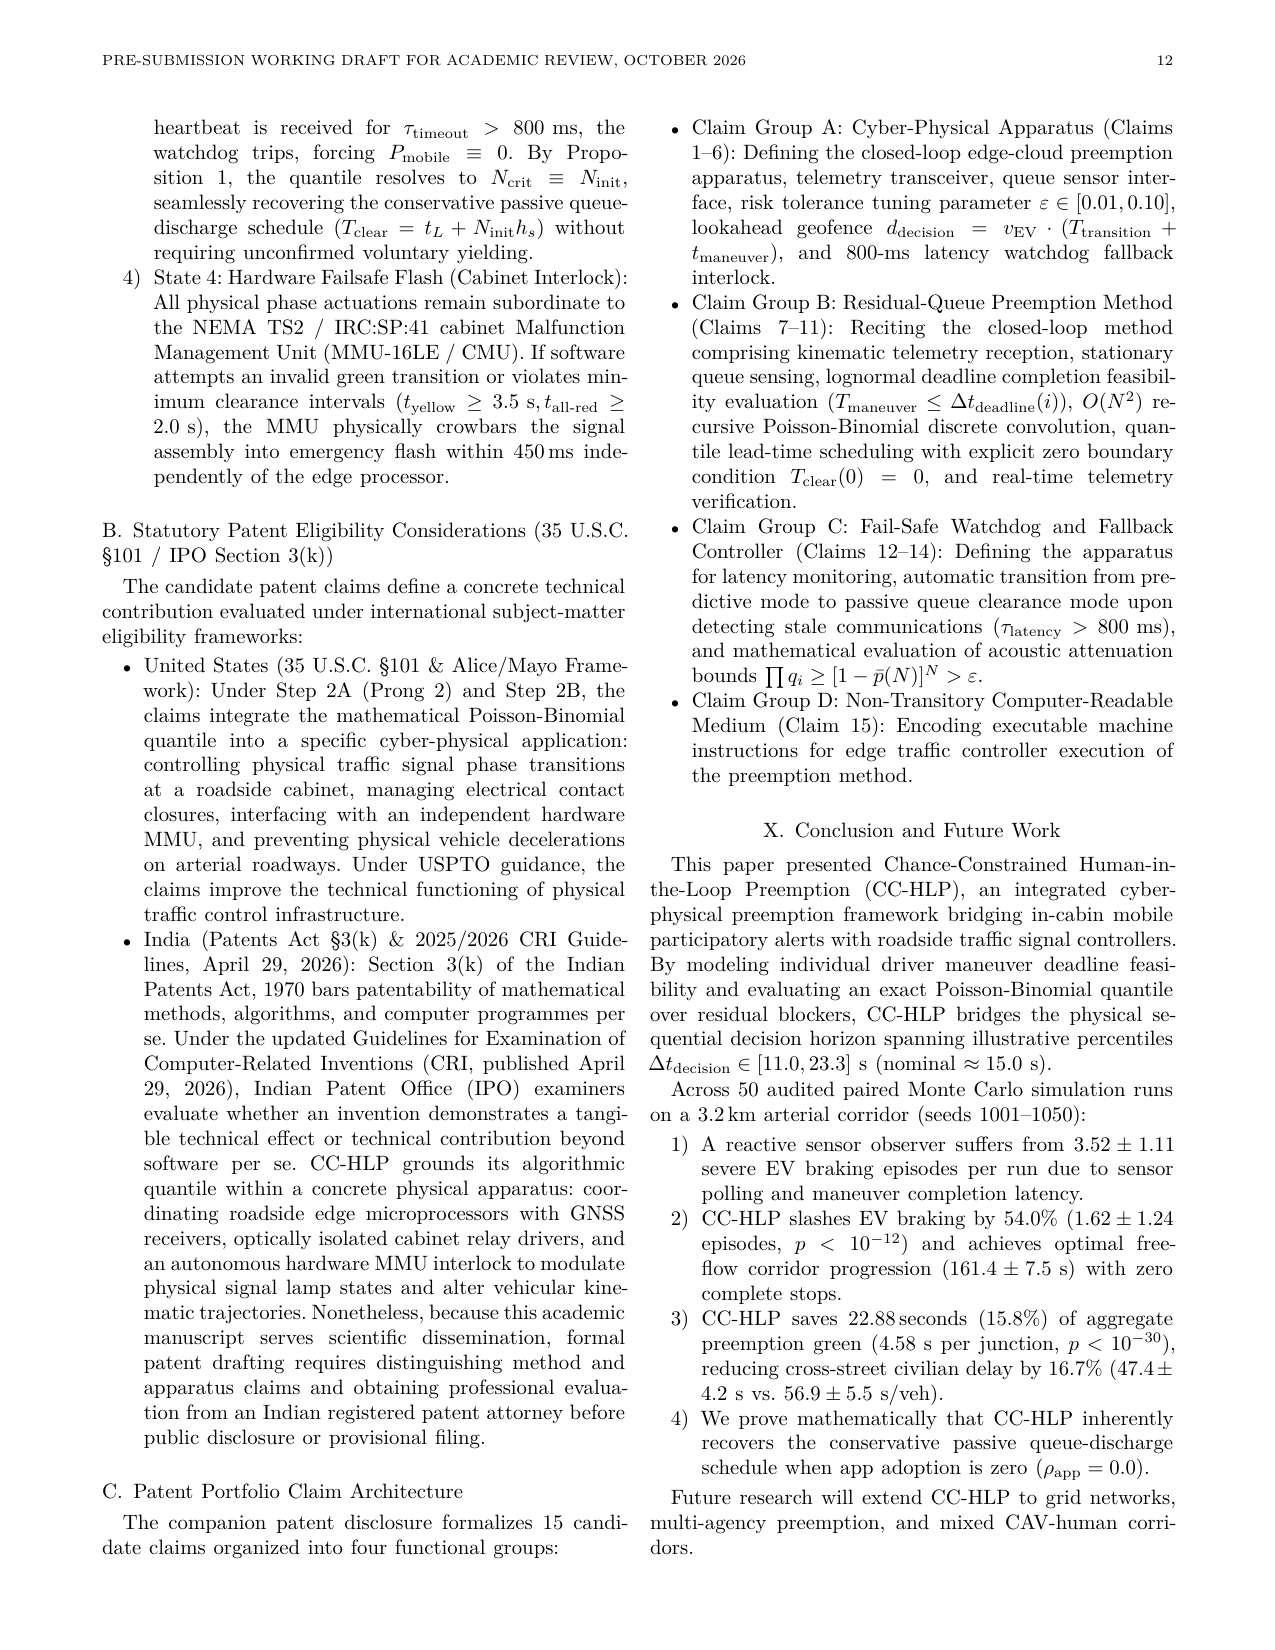 PRE-SUBMISSION WORKING DRAFT FOR ACADEMIC REVIEW, OCTOBER 2026 12
heartbeat is received for τ_timeout > 800 ms, the
watchdog trips, forcing P_mobile ≡ 0. By Propo-
sition 1, the quantile resolves to N_crit ≡ N_init,
seamlessly recovering the conservative passive queue-
discharge schedule (T_clear = t_L + N_init h_s) without
requiring unconfirmed voluntary yielding.
4) State 4: Hardware Failsafe Flash (Cabinet Interlock):
All physical phase actuations remain subordinate to
the NEMA TS2 / IRC:SP:41 cabinet Malfunction
Management Unit (MMU-16LE / CMU). If software
attempts an invalid green transition or violates min-
imum clearance intervals (t_yellow ≥ 3.5 s, t_all-red ≥
2.0 s), the MMU physically crowbars the signal
assembly into emergency flash within 450 ms inde-
pendently of the edge processor.
B. Statutory Patent Eligibility Considerations (35 U.S.C.
§101 / IPO Section 3(k))
The candidate patent claims define a concrete technical
contribution evaluated under international subject-matter
eligibility frameworks:
• United States (35 U.S.C. §101 & Alice/Mayo Frame-
work): Under Step 2A (Prong 2) and Step 2B, the
claims integrate the mathematical Poisson-Binomial
quantile into a specific cyber-physical application:
controlling physical traffic signal phase transitions
at a roadside cabinet, managing electrical contact
closures, interfacing with an independent hardware
MMU, and preventing physical vehicle decelerations
on arterial roadways. Under USPTO guidance, the
claims improve the technical functioning of physical
traffic control infrastructure.
• India (Patents Act §3(k) & 2025/2026 CRI Guide-
lines, April 29, 2026): Section 3(k) of the Indian
Patents Act, 1970 bars patentability of mathematical
methods, algorithms, and computer programmes per
se. Under the updated Guidelines for Examination of
Computer-Related Inventions (CRI, published April
29, 2026), Indian Patent Office (IPO) examiners
evaluate whether an invention demonstrates a tangi-
ble technical effect or technical contribution beyond
software per se. CC-HLP grounds its algorithmic
quantile within a concrete physical apparatus: coor-
dinating roadside edge microprocessors with GNSS
receivers, optically isolated cabinet relay drivers, and
an autonomous hardware MMU interlock to modulate
physical signal lamp states and alter vehicular kine-
matic trajectories. Nonetheless, because this academic
manuscript serves scientific dissemination, formal
patent drafting requires distinguishing method and
apparatus claims and obtaining professional evalua-
tion from an Indian registered patent attorney before
public disclosure or provisional filing.
C. Patent Portfolio Claim Architecture
The companion patent disclosure formalizes 15 candi-
date claims organized into four functional groups:
• Claim Group A: Cyber-Physical Apparatus (Claims
1–6): Defining the closed-loop edge-cloud preemption
apparatus, telemetry transceiver, queue sensor inter-
face, risk tolerance tuning parameter ε ∈ [0.01, 0.10],
lookahead geofence d_decision = v_EV · (T_transition +
t_maneuver), and 800-ms latency watchdog fallback
interlock.
• Claim Group B: Residual-Queue Preemption Method
(Claims 7–11): Reciting the closed-loop method
comprising kinematic telemetry reception, stationary
queue sensing, lognormal deadline completion feasibil-
ity evaluation (T_maneuver ≤ Δt_deadline(i)), O(N²) re-
cursive Poisson-Binomial discrete convolution, quan-
tile lead-time scheduling with explicit zero boundary
condition T_clear(0) = 0, and real-time telemetry
verification.
• Claim Group C: Fail-Safe Watchdog and Fallback
Controller (Claims 12–14): Defining the apparatus
for latency monitoring, automatic transition from pre-
dictive mode to passive queue clearance mode upon
detecting stale communications (τ_latency > 800 ms),
and mathematical evaluation of acoustic attenuation
bounds ∏ q_i ≥ [1 − p̄(N)]^N > ε.
• Claim Group D: Non-Transitory Computer-Readable
Medium (Claim 15): Encoding executable machine
instructions for edge traffic controller execution of
the preemption method.
X. Conclusion and Future Work
This paper presented Chance-Constrained Human-in-
the-Loop Preemption (CC-HLP), an integrated cyber-
physical preemption framework bridging in-cabin mobile
participatory alerts with roadside traffic signal controllers.
By modeling individual driver maneuver deadline feasi-
bility and evaluating an exact Poisson-Binomial quantile
over residual blockers, CC-HLP bridges the physical se-
quential decision horizon spanning illustrative percentiles
Δt_decision ∈ [11.0, 23.3] s (nominal ≈ 15.0 s).
Across 50 audited paired Monte Carlo simulation runs
on a 3.2 km arterial corridor (seeds 1001–1050):
1) A reactive sensor observer suffers from 3.52 ± 1.11
severe EV braking episodes per run due to sensor
polling and maneuver completion latency.
2) CC-HLP slashes EV braking by 54.0% (1.62 ± 1.24
episodes, p < 10⁻¹²) and achieves optimal free-
flow corridor progression (161.4 ± 7.5 s) with zero
complete stops.
3) CC-HLP saves 22.88 seconds (15.8%) of aggregate
preemption green (4.58 s per junction, p < 10⁻³⁰),
reducing cross-street civilian delay by 16.7% (47.4 ±
4.2 s vs. 56.9 ± 5.5 s/veh).
4) We prove mathematically that CC-HLP inherently
recovers the conservative passive queue-discharge
schedule when app adoption is zero (ρ_app = 0.0).
Future research will extend CC-HLP to grid networks,
multi-agency preemption, and mixed CAV-human corri-
dors.